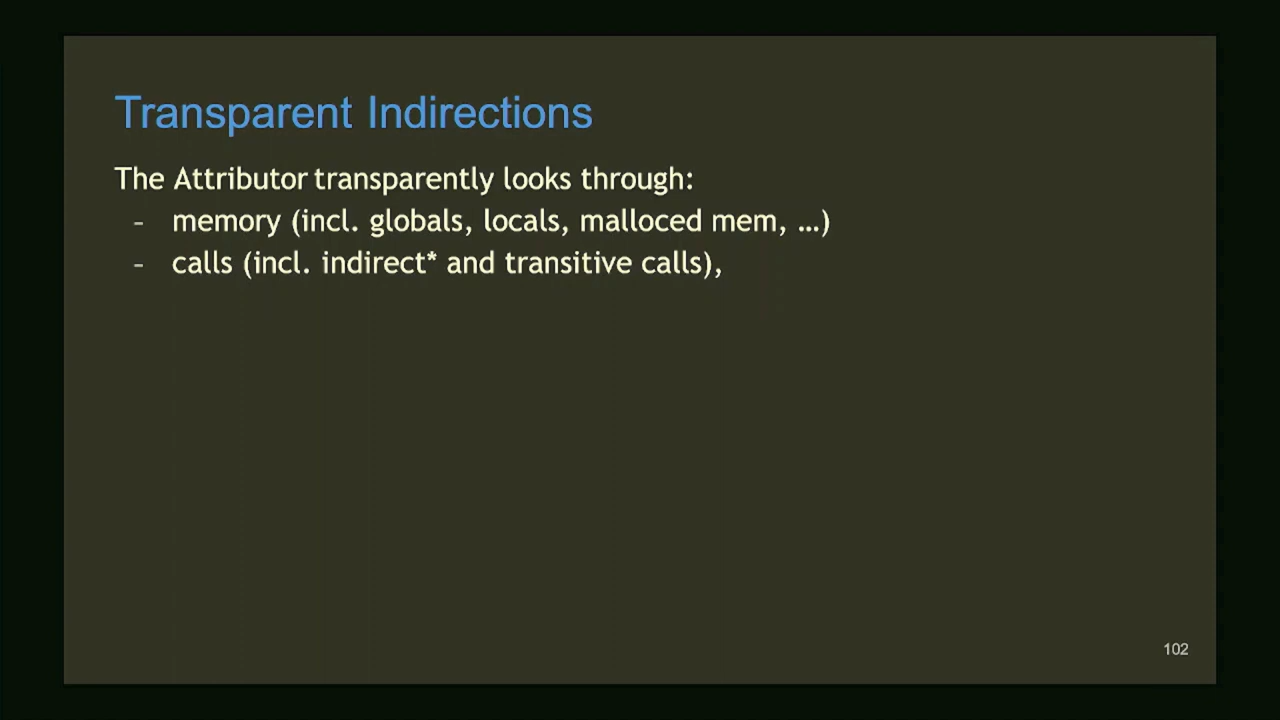 Transparent Indirections
The Attributor transparently looks through:
- memory (incl. globals, locals, malloced mem, …)
- calls (incl. indirect* and transitive calls),
102